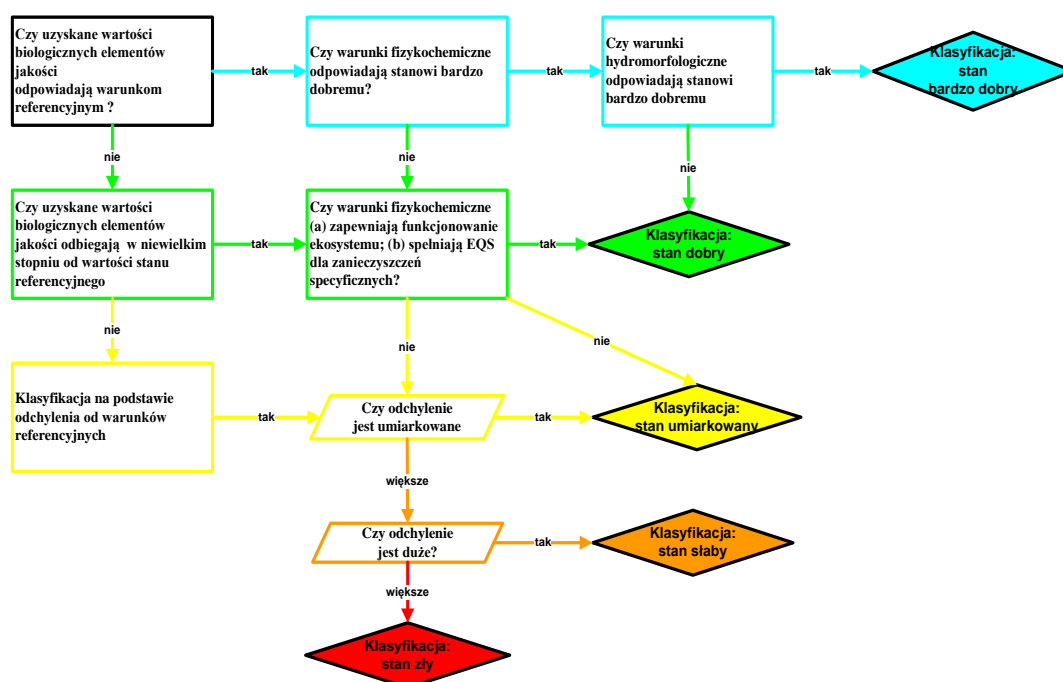 Czy uzyskane wartości
biologicznych elementów
jakości
odpowiadają warunkom
referencyjnym ?
tak
Czy warunki fizykochemiczne
odpowiadają stanowi bardzo
dobremu?
tak
Czy warunki
hydromorfologiczne
odpowiadają stanowi
bardzo dobremu
tak
Klasyfikacja:
stan
bardzo dobry
nie
nie
nie
Czy uzyskane wartości
biologicznych elementów
jakości odbiegają w niewielkim
stopniu od wartości stanu
referencyjnego
tak
Czy warunki fizykochemiczne
(a) zapewniają funkcjonowanie
ekosystemu; (b) spełniają EQS
dla zanieczyszczeń
specyficznych?
tak
Klasyfikacja:
stan dobry
nie
nie
nie
Klasyfikacja na podstawie
odchylenia od warunków
referencyjnych
tak
Czy odchylenie
jest umiarkowane
tak
Klasyfikacja:
stan umiarkowany
większe
Czy odchylenie
jest duże?
tak
Klasyfikacja:
stan słaby
większe
Klasyfikacja:
stan zły